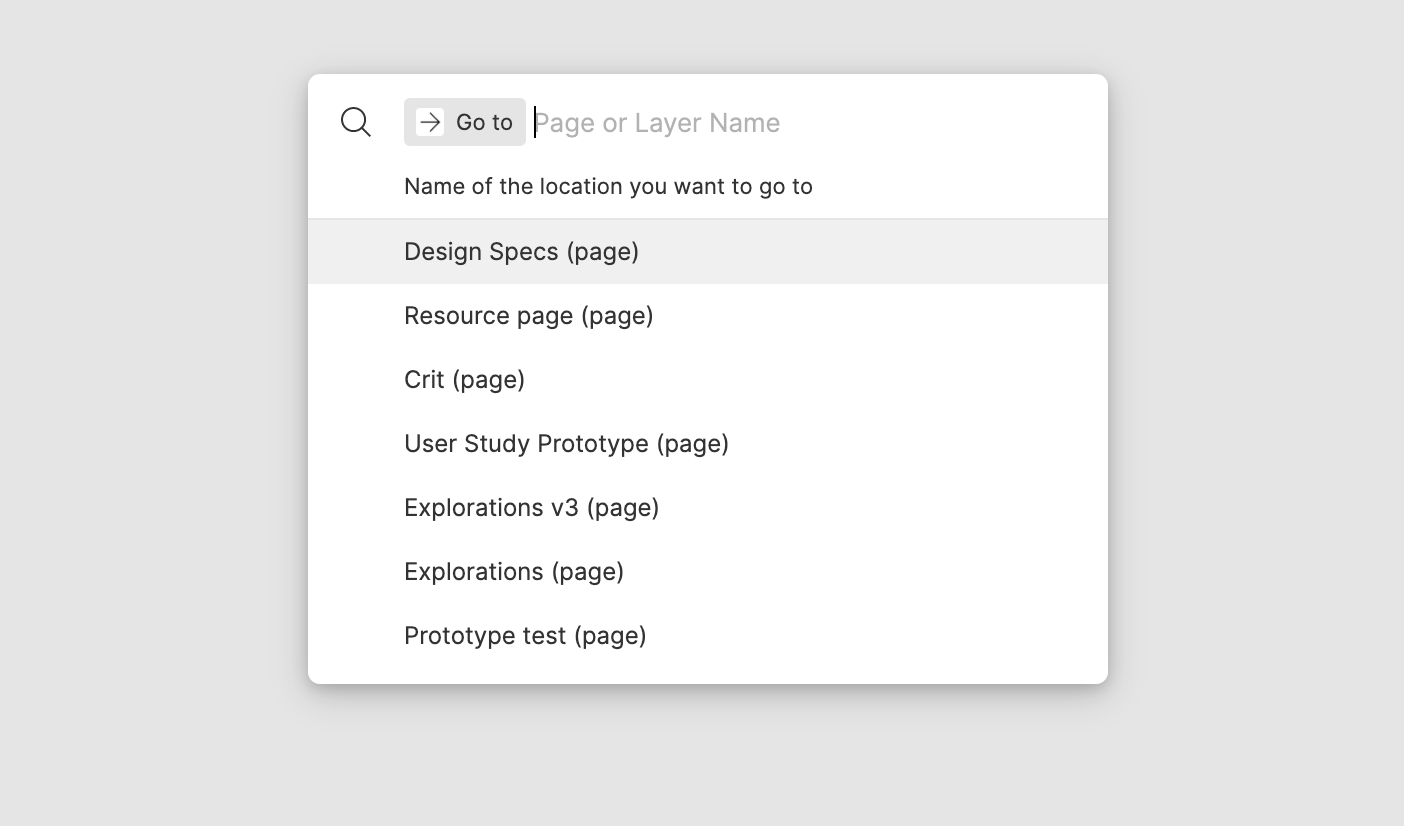 Go to Page or Layer Name
Name of the location you want to go to
Design Specs (page)
Resource page (page)
Crit (page)
User Study Prototype (page)
Explorations v3 (page)
Explorations (page)
Prototype test (page)